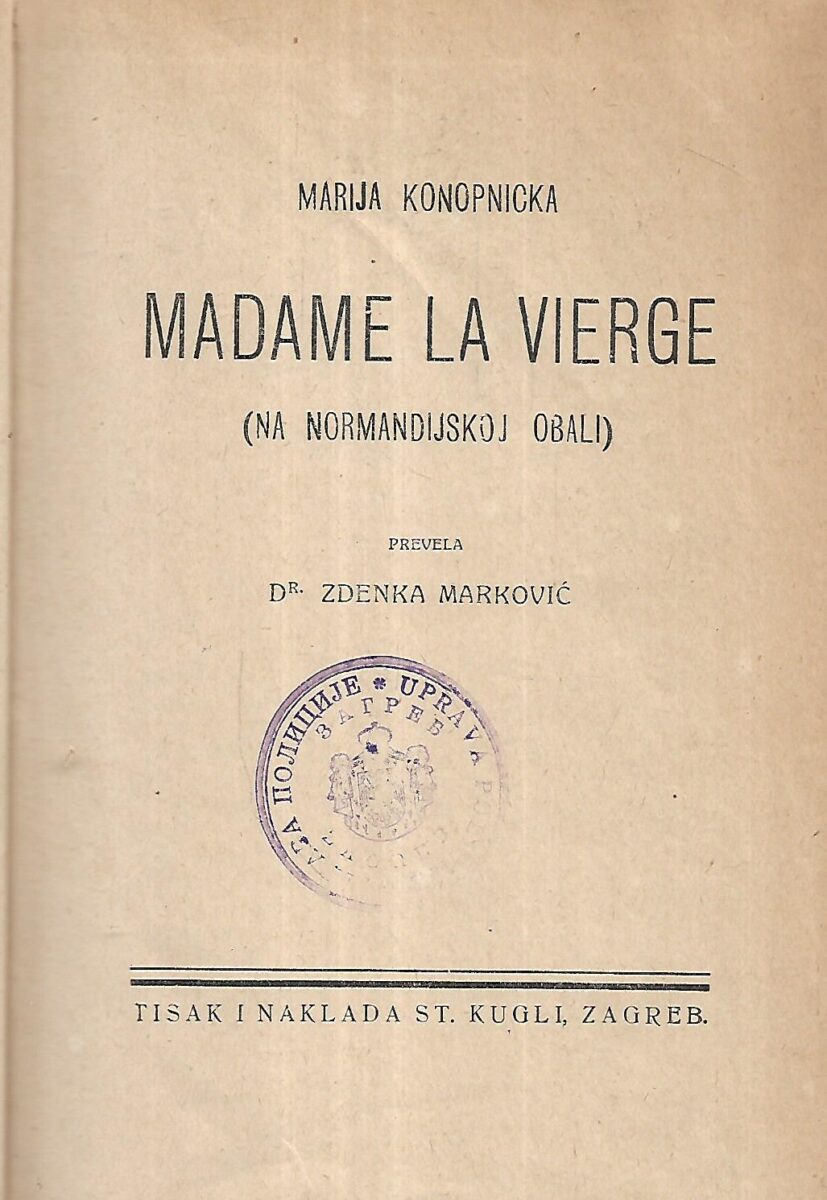 MARIJA KONOPNICKA
MADAME LA VIERGE
(NA NORMANDIJSKOJ OBALI)
PREVELA
DR. ZDENKA MARKOVIĆ
ПОЛИЦИЈЕ * UPRAVA
ЗАГРЕБ
TISAK I NAKLADA ST. KUGLI, ZAGREB.